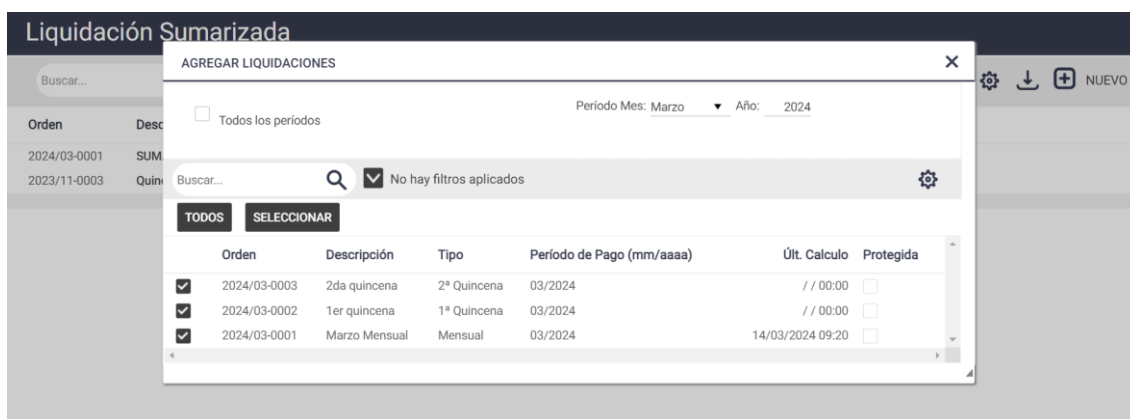 Liquidación Sumarizada
AGREGAR LIQUIDACIONES
Buscar...
NUEVO
Todos los períodos
Período Mes: Marzo Año: 2024
Orden
2024/03-0001
2023/11-0003
Buscar... No hay filtros aplicados
TODOS SELECCIONAR
Orden Descripción Tipo Período de Pago (mm/aaaa) Últ. Calculo Protegida
2024/03-0003 2da quincena 2ª Quincena 03/2024 / / 00:00
2024/03-0002 1er quincena 1ª Quincena 03/2024 / / 00:00
2024/03-0001 Marzo Mensual Mensual 03/2024 14/03/2024 09:20